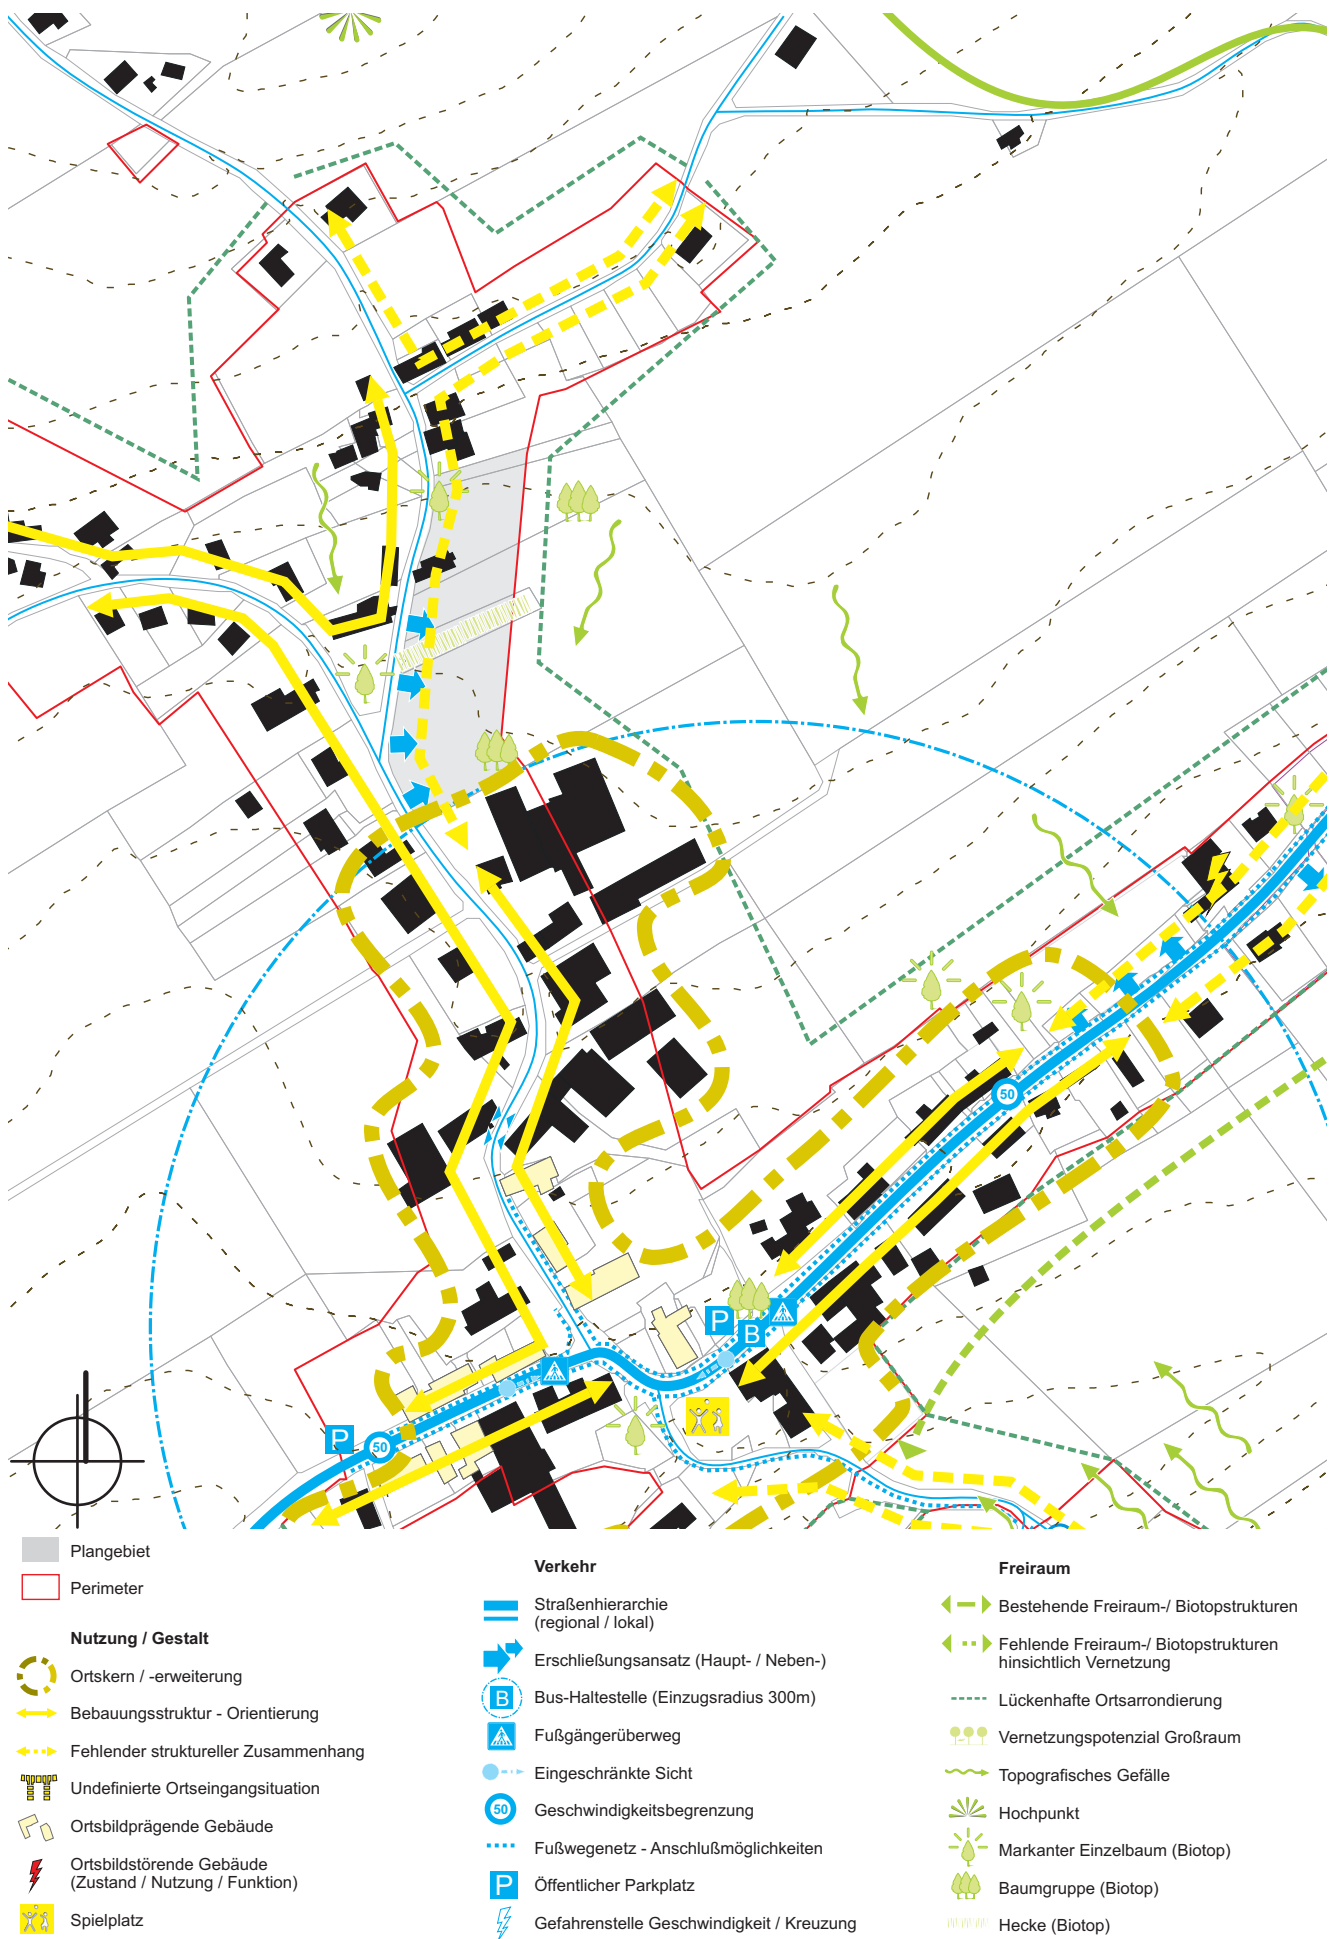 50
P
B
P
50
Plangebiet
Perimeter
Nutzung / Gestalt
Ortskern / -erweiterung
Bebauungsstruktur - Orientierung
Fehlender struktureller Zusammenhang
Undefinierte Ortseingangsituation
Ortsbildprägende Gebäude
Ortsbildstörende Gebäude
(Zustand / Nutzung / Funktion)
Spielplatz
Verkehr
Straßenhierarchie
(regional / lokal)
Erschließungsansatz (Haupt- / Neben-)
B
Bus-Haltestelle (Einzugsradius 300m)
Fußgängerüberweg
Eingeschränkte Sicht
50
Geschwindigkeitsbegrenzung
Fußwegenetz - Anschlußmöglichkeiten
P
Öffentlicher Parkplatz
Gefahrenstelle Geschwindigkeit / Kreuzung
Freiraum
Bestehende Freiraum-/ Biotopstrukturen
Fehlende Freiraum-/ Biotopstrukturen
hinsichtlich Vernetzung
Lückenhafte Ortsarrondierung
Vernetzungspotenzial Großraum
Topografisches Gefälle
Hochpunkt
Markanter Einzelbaum (Biotop)
Baumgruppe (Biotop)
Hecke (Biotop)